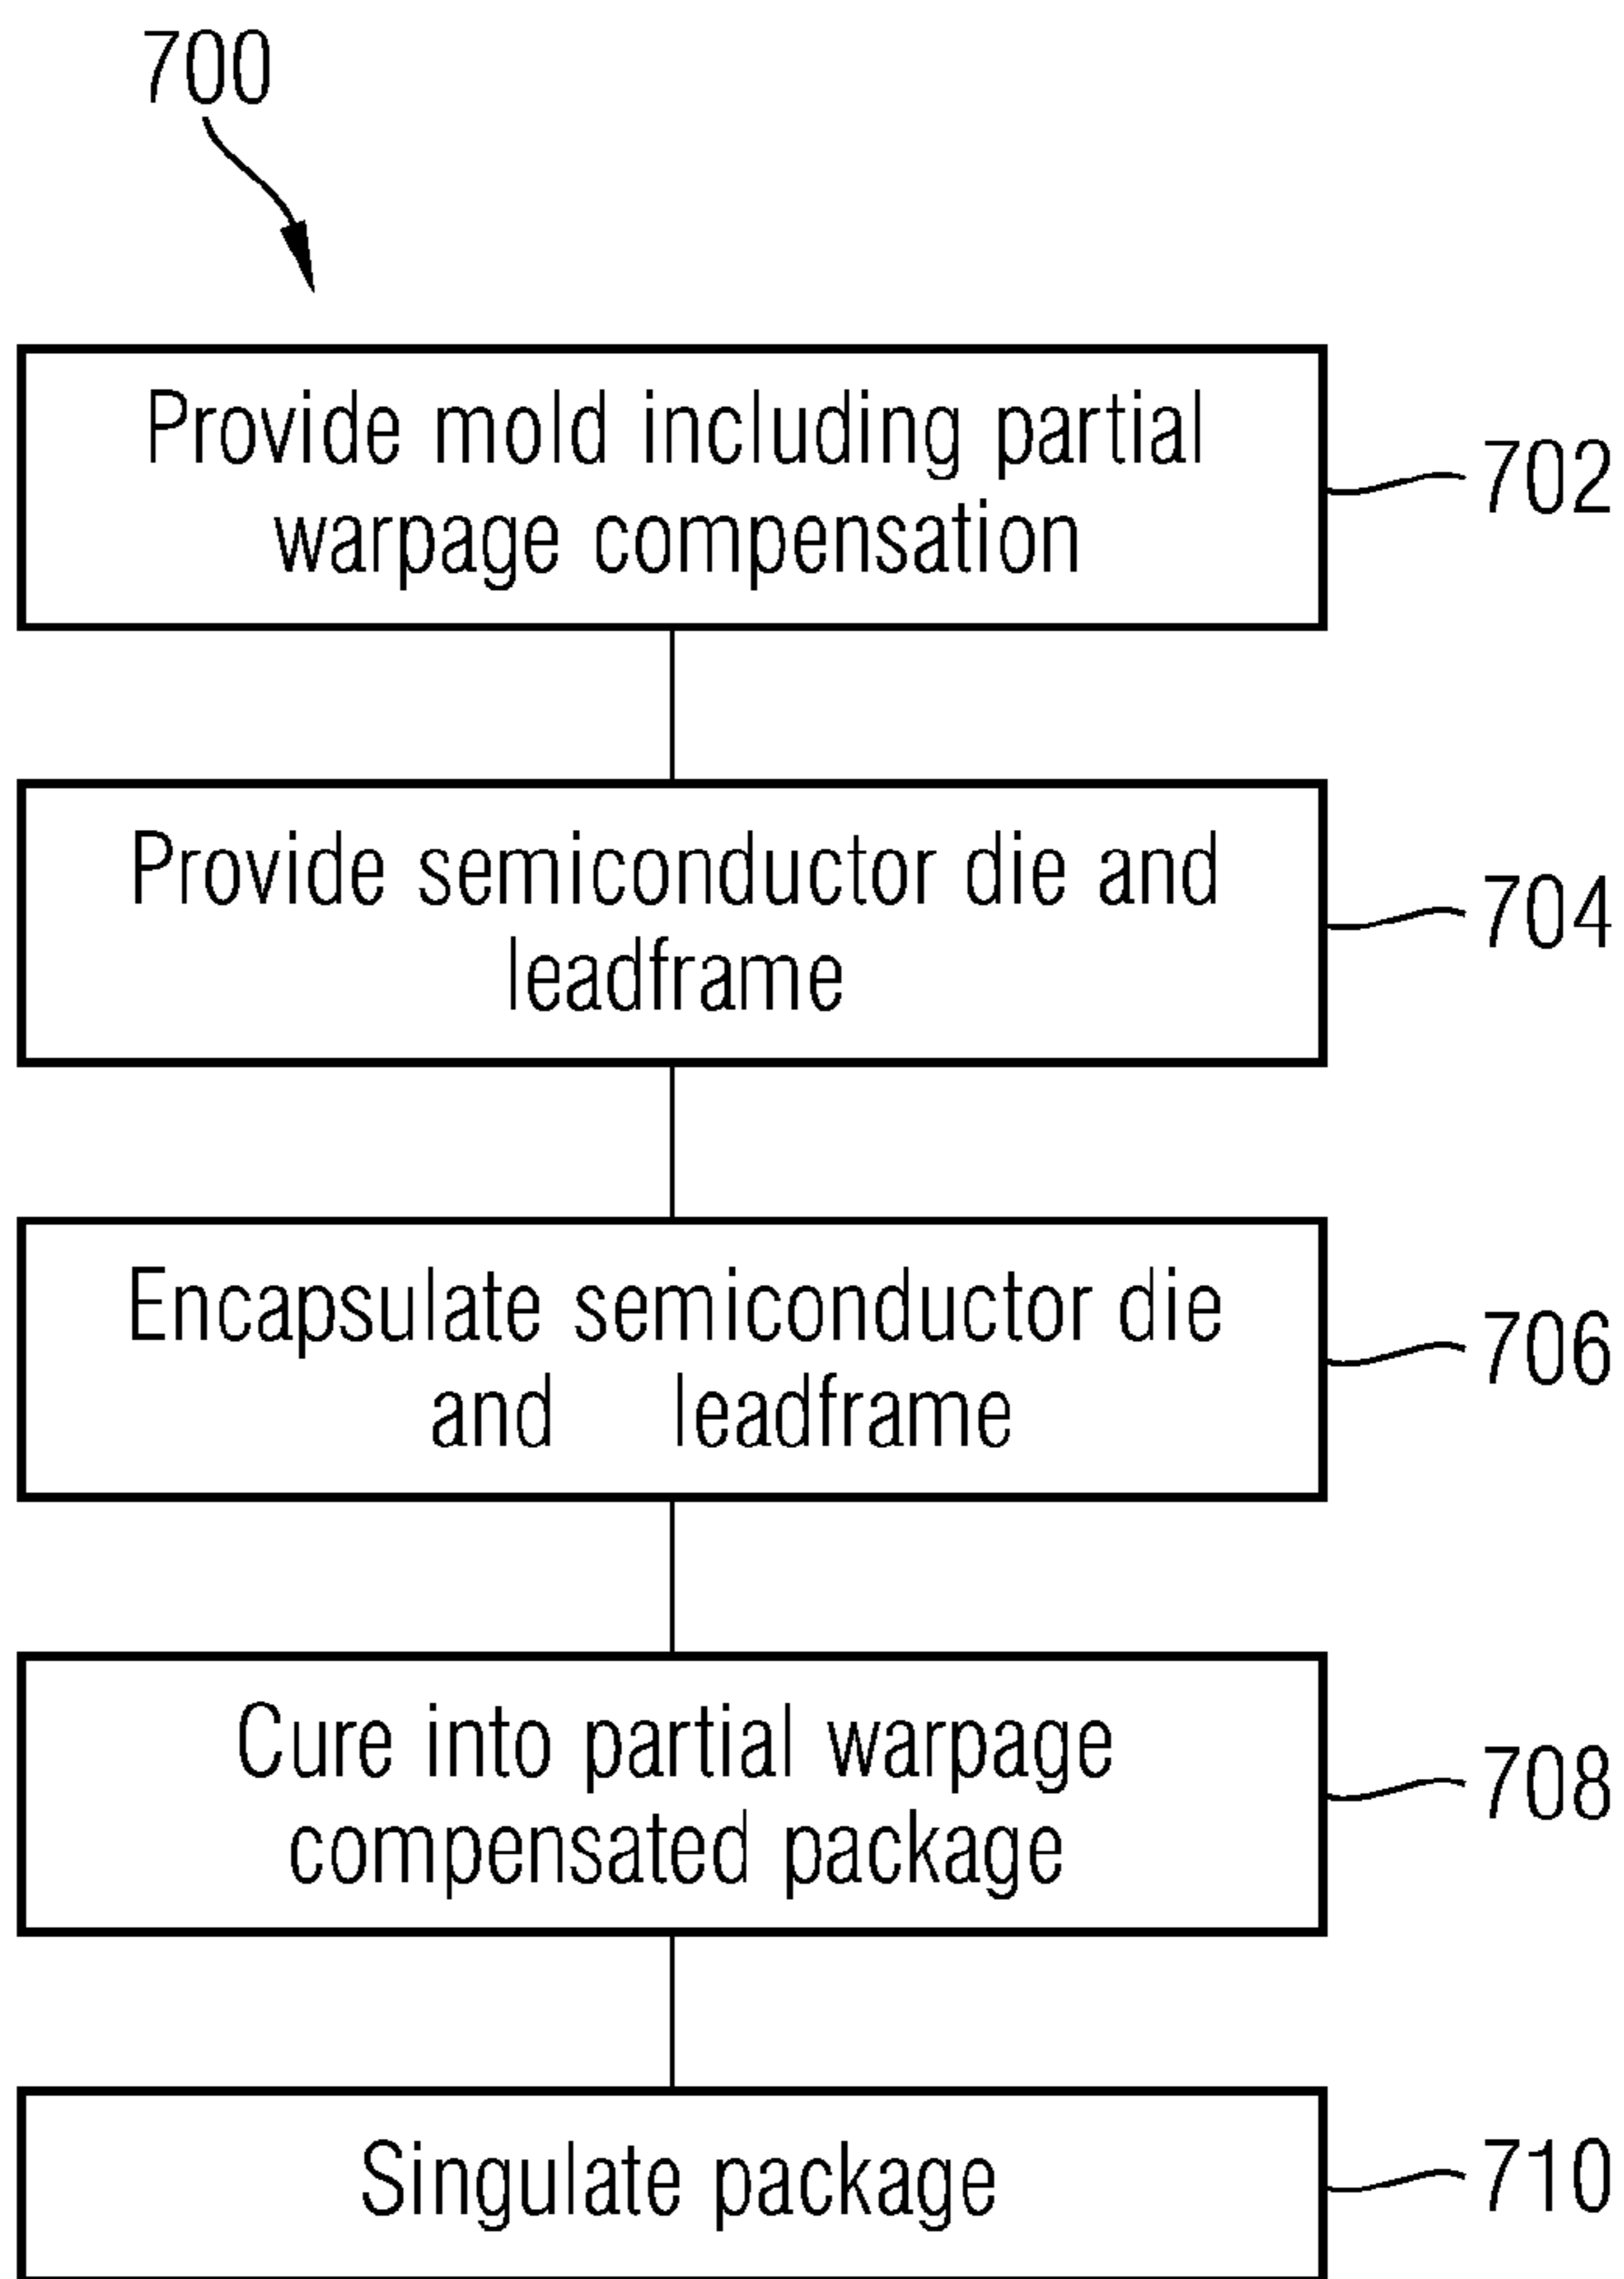 700
Provide mold including partial
warpage compensation
702
Provide semiconductor die and
leadframe
704
Encapsulate semiconductor die
and leadframe
706
Cure into partial warpage
compensated package
708
Singulate package
710